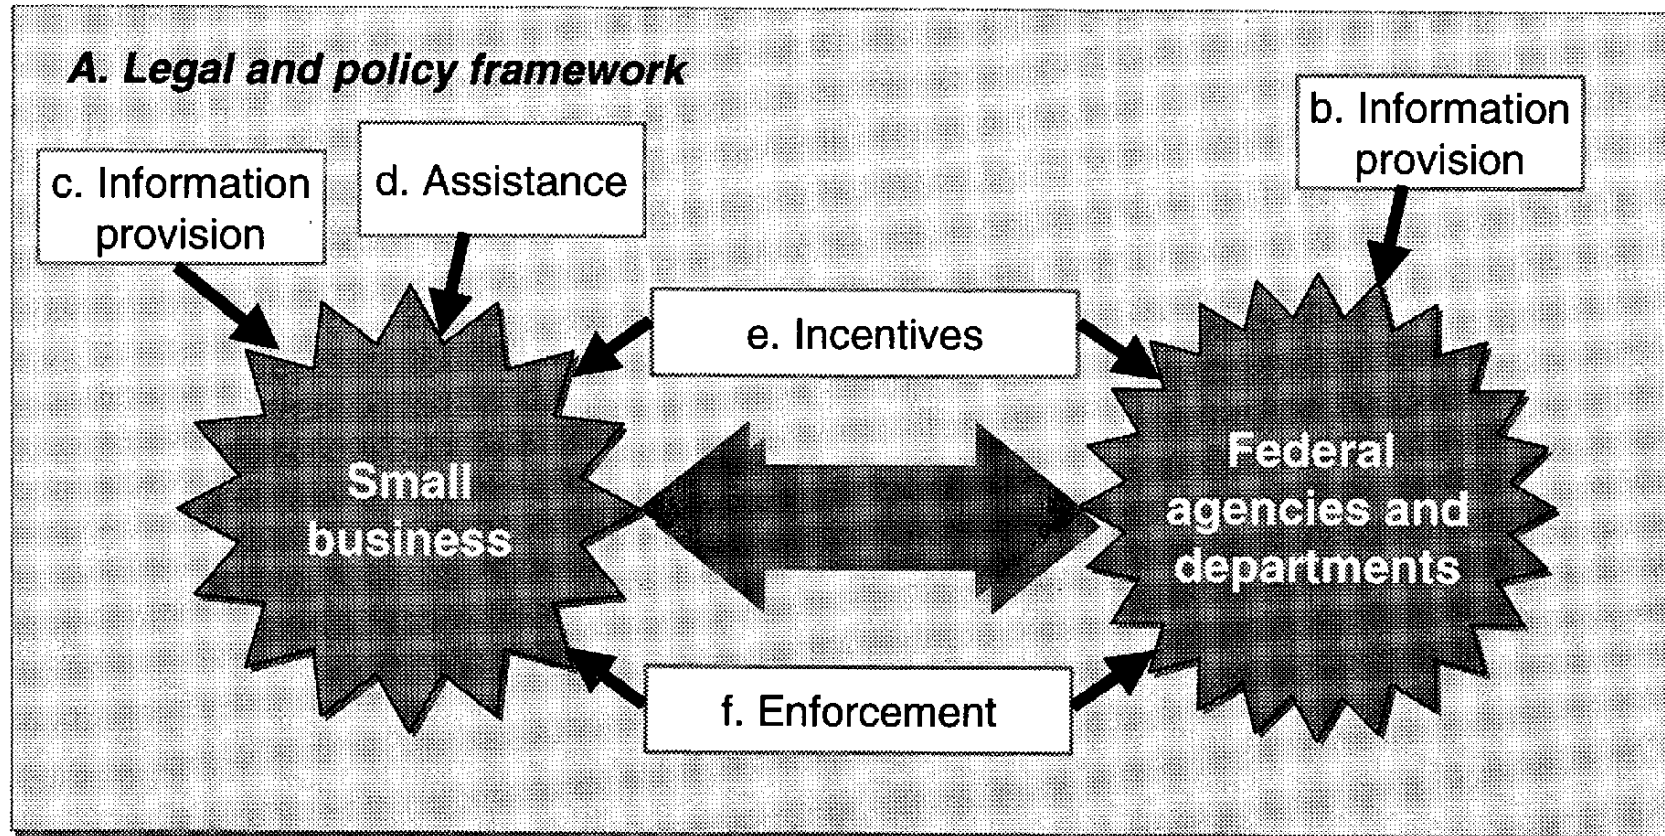 A. Legal and policy framework
b. Information
provision
c. Information
provision
d. Assistance
e. Incentives
Small
business
Federal
agencies and
departments
f. Enforcement